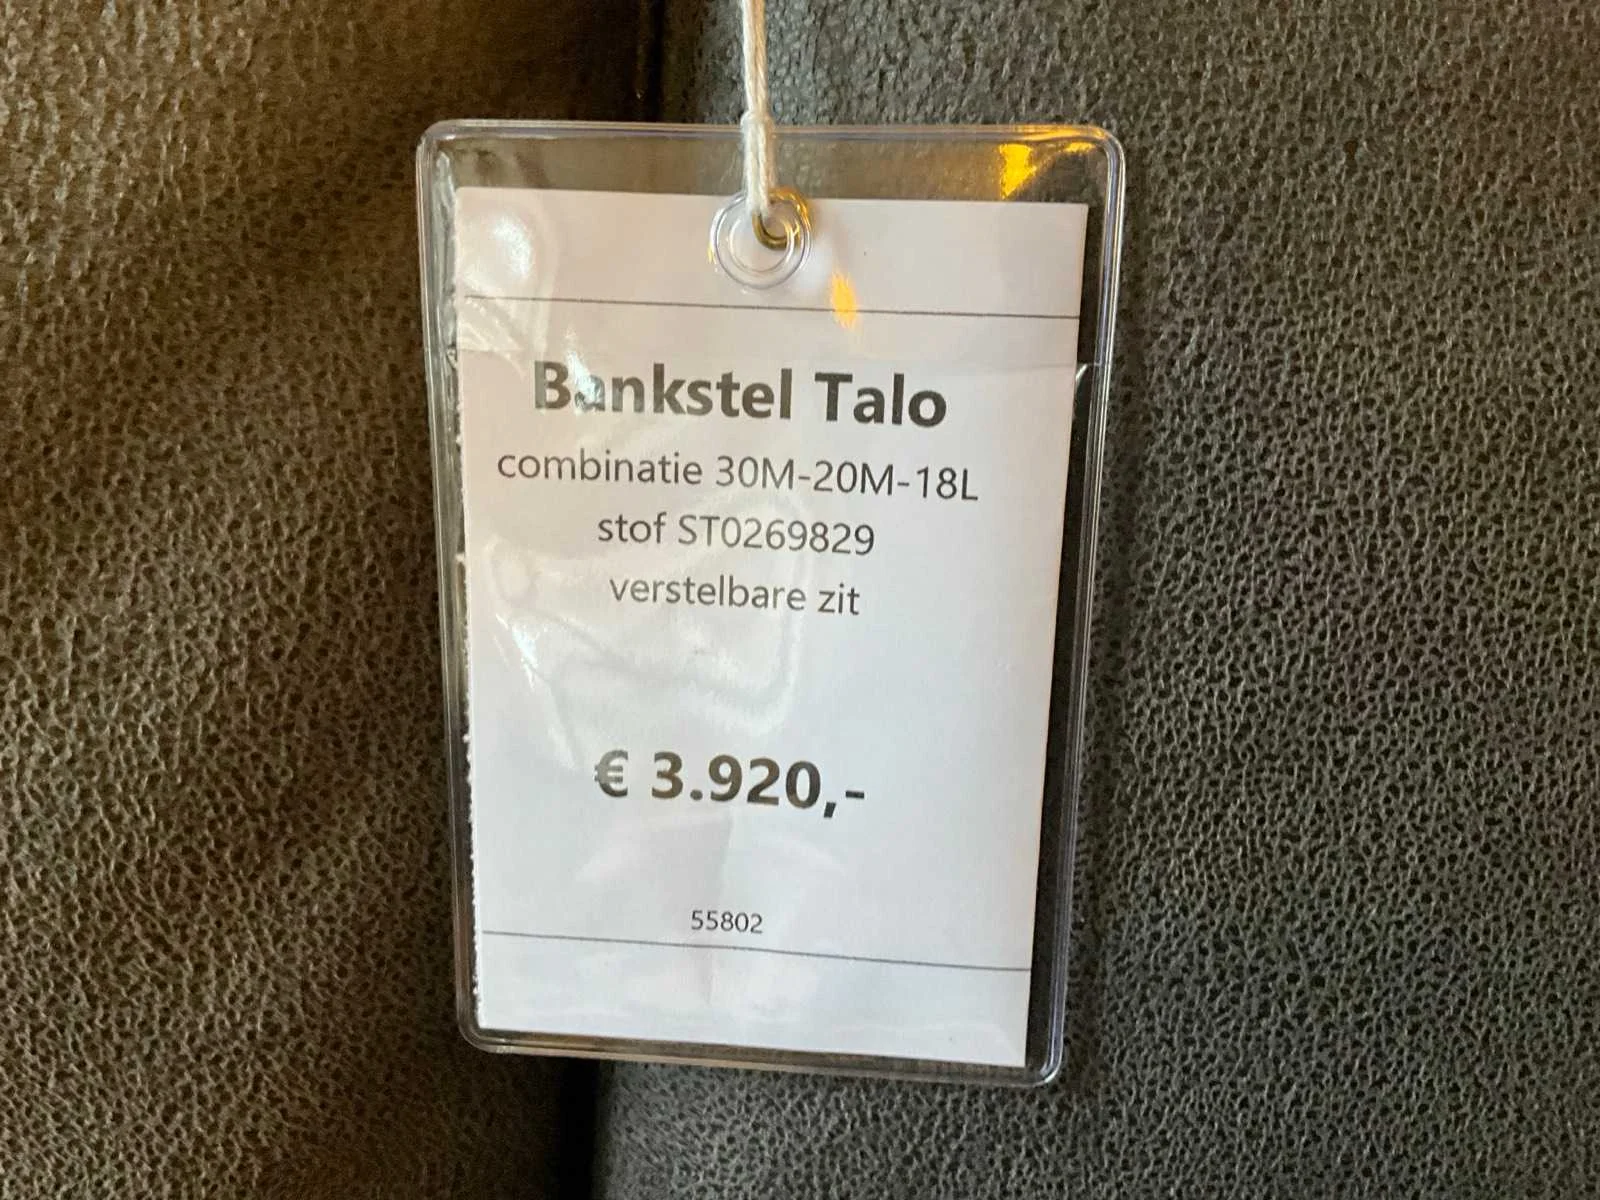 Bankstel Talo
combinatie 30M-20M-18L
stof ST0269829
verstelbare zit
€ 3.920,-
55802